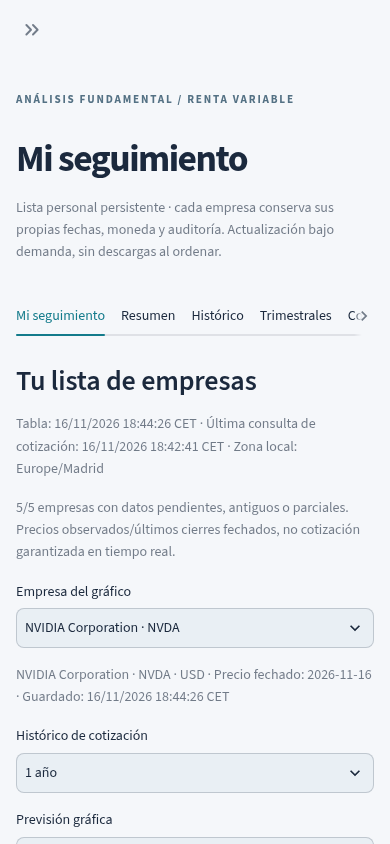 ANÁLISIS FUNDAMENTAL / RENTA VARIABLE
Mi seguimiento
Lista personal persistente · cada empresa conserva sus
propias fechas, moneda y auditoría. Actualización bajo
demanda, sin descargas al ordenar.
Mi seguimiento Resumen Histórico Trimestrales
Tu lista de empresas
Tabla: 16/11/2026 18:44:26 CET · Última consulta de
cotización: 16/11/2026 18:42:41 CET · Zona local:
Europe/Madrid
5/5 empresas con datos pendientes, antiguos o parciales.
Precios observados/últimos cierres fechados, no cotización
garantizada en tiempo real.
Empresa del gráfico
NVIDIA Corporation · NVDA
NVIDIA Corporation · NVDA · USD · Precio fechado: 2026-11-16
· Guardado: 16/11/2026 18:44:26 CET
Histórico de cotización
1 año
Previsión gráfica